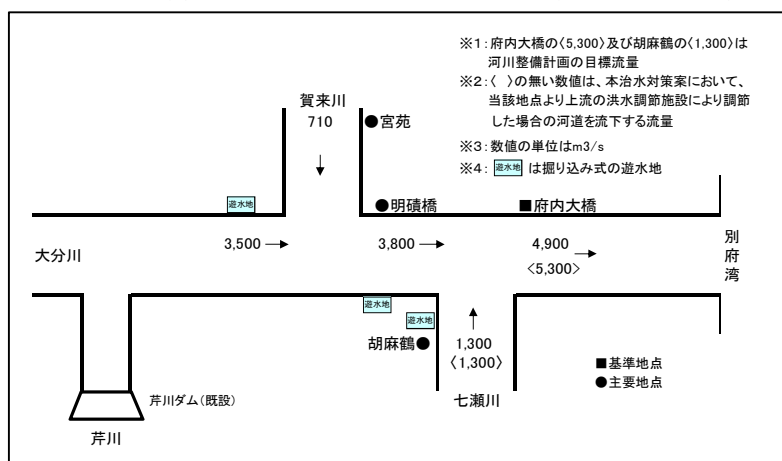 ※1：府内大橋の〈5,300〉及び胡麻鶴の〈1,300〉は
河川整備計画の目標流量
※2：〈　〉の無い数値は、本治水対策案において、
当該地点より上流の洪水調節施設により調節
した場合の河道を流下する流量
※3：数値の単位はm3/s
※4： 遊水地 は掘り込み式の遊水地
賀来川
710
↓
●宮苑
遊水地
●明磧橋
■府内大橋
大分川
3,500→
3,800→
4,900→
〈5,300〉
別府湾
遊水地
遊水地
胡麻鶴●
↑
1,300
〈1,300〉
七瀬川
■基準地点
●主要地点
芹川ダム（既設）
芹川